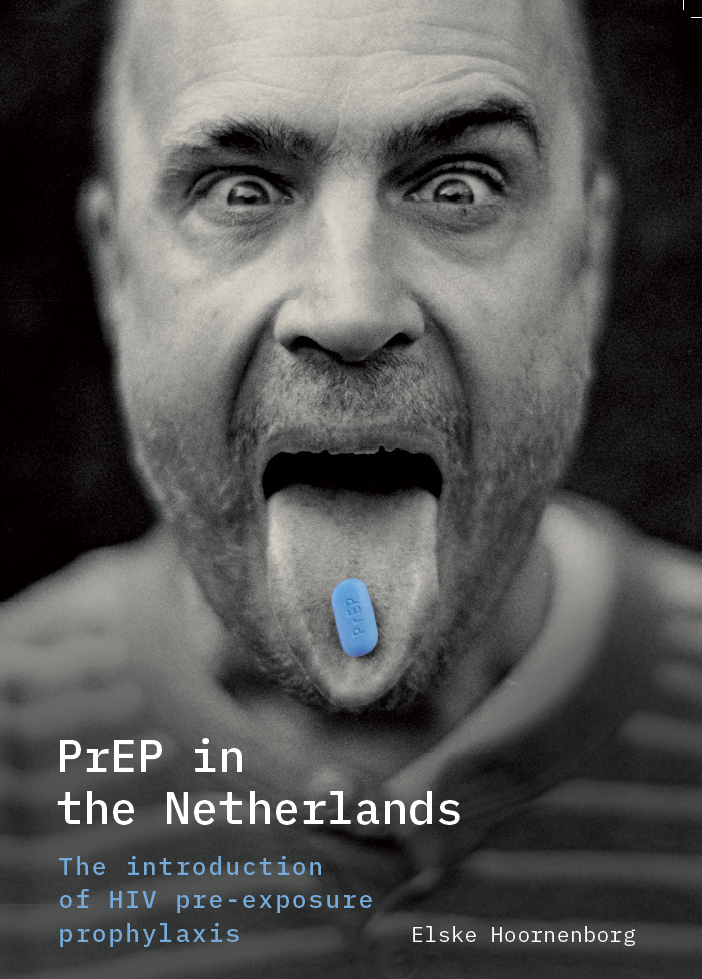 PrEP
PrEP in
the Netherlands
The introduction
of HIV pre-exposure
prophylaxis
Elske Hoornenborg